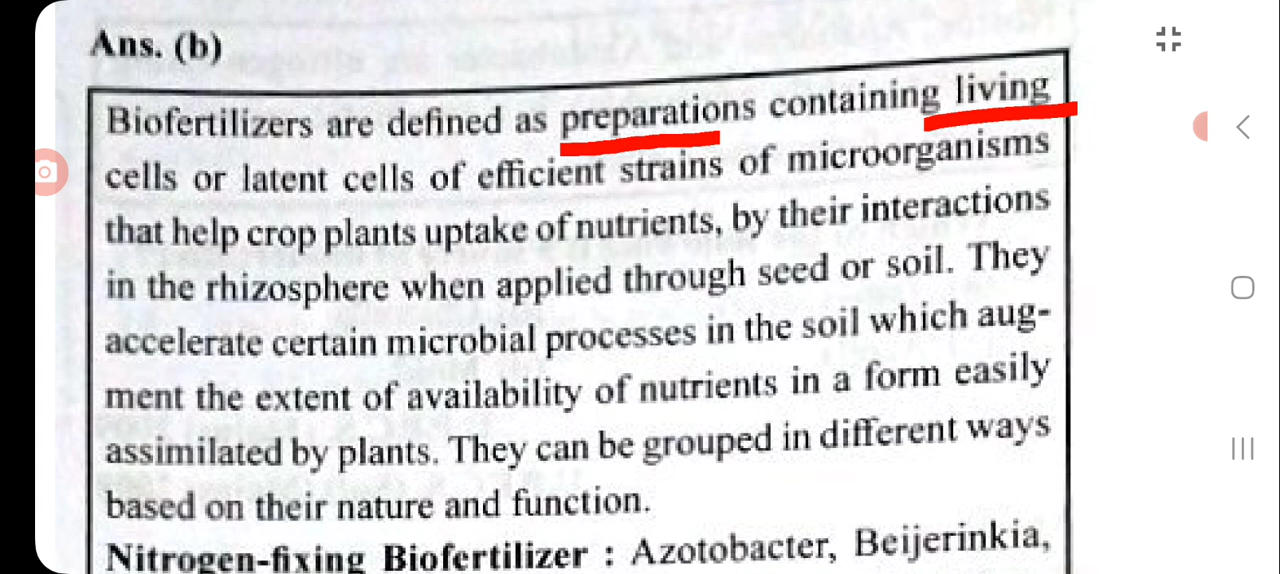 Ans. (b)
Biofertilizers are defined as preparations containing living
cells or latent cells of efficient strains of microorganisms
that help crop plants uptake of nutrients, by their interactions
in the rhizosphere when applied through seed or soil. They
accelerate certain microbial processes in the soil which aug-
ment the extent of availability of nutrients in a form easily
assimilated by plants. They can be grouped in different ways
based on their nature and function.
Nitrogen-fixing Biofertilizer : Azotobacter, Beijerinkia,